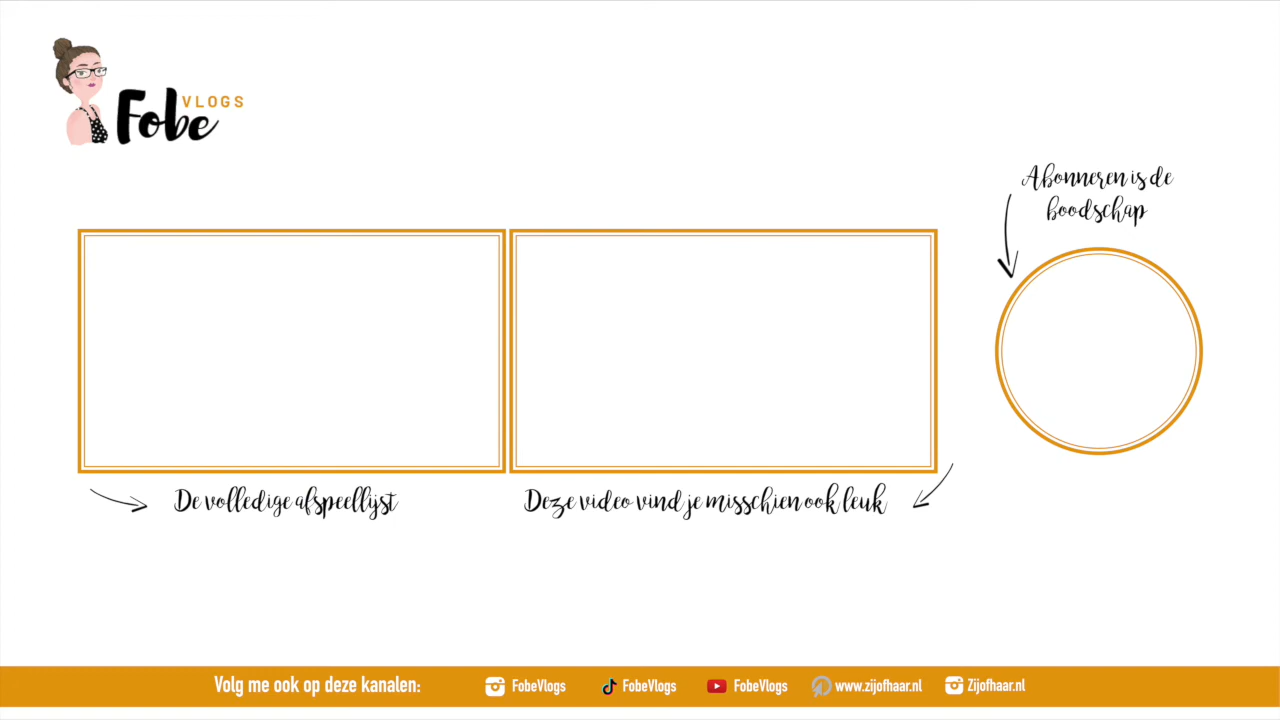 VLOGS
Fobe
Abonneren is de
boodschap
De volledige afspeellijst
Deze video vind je misschien ook leuk
Volg me ook op deze kanalen:
FobeVlogs
FobeVlogs
FobeVlogs
www.zijofhaar.nl
Zijofhaar.nl